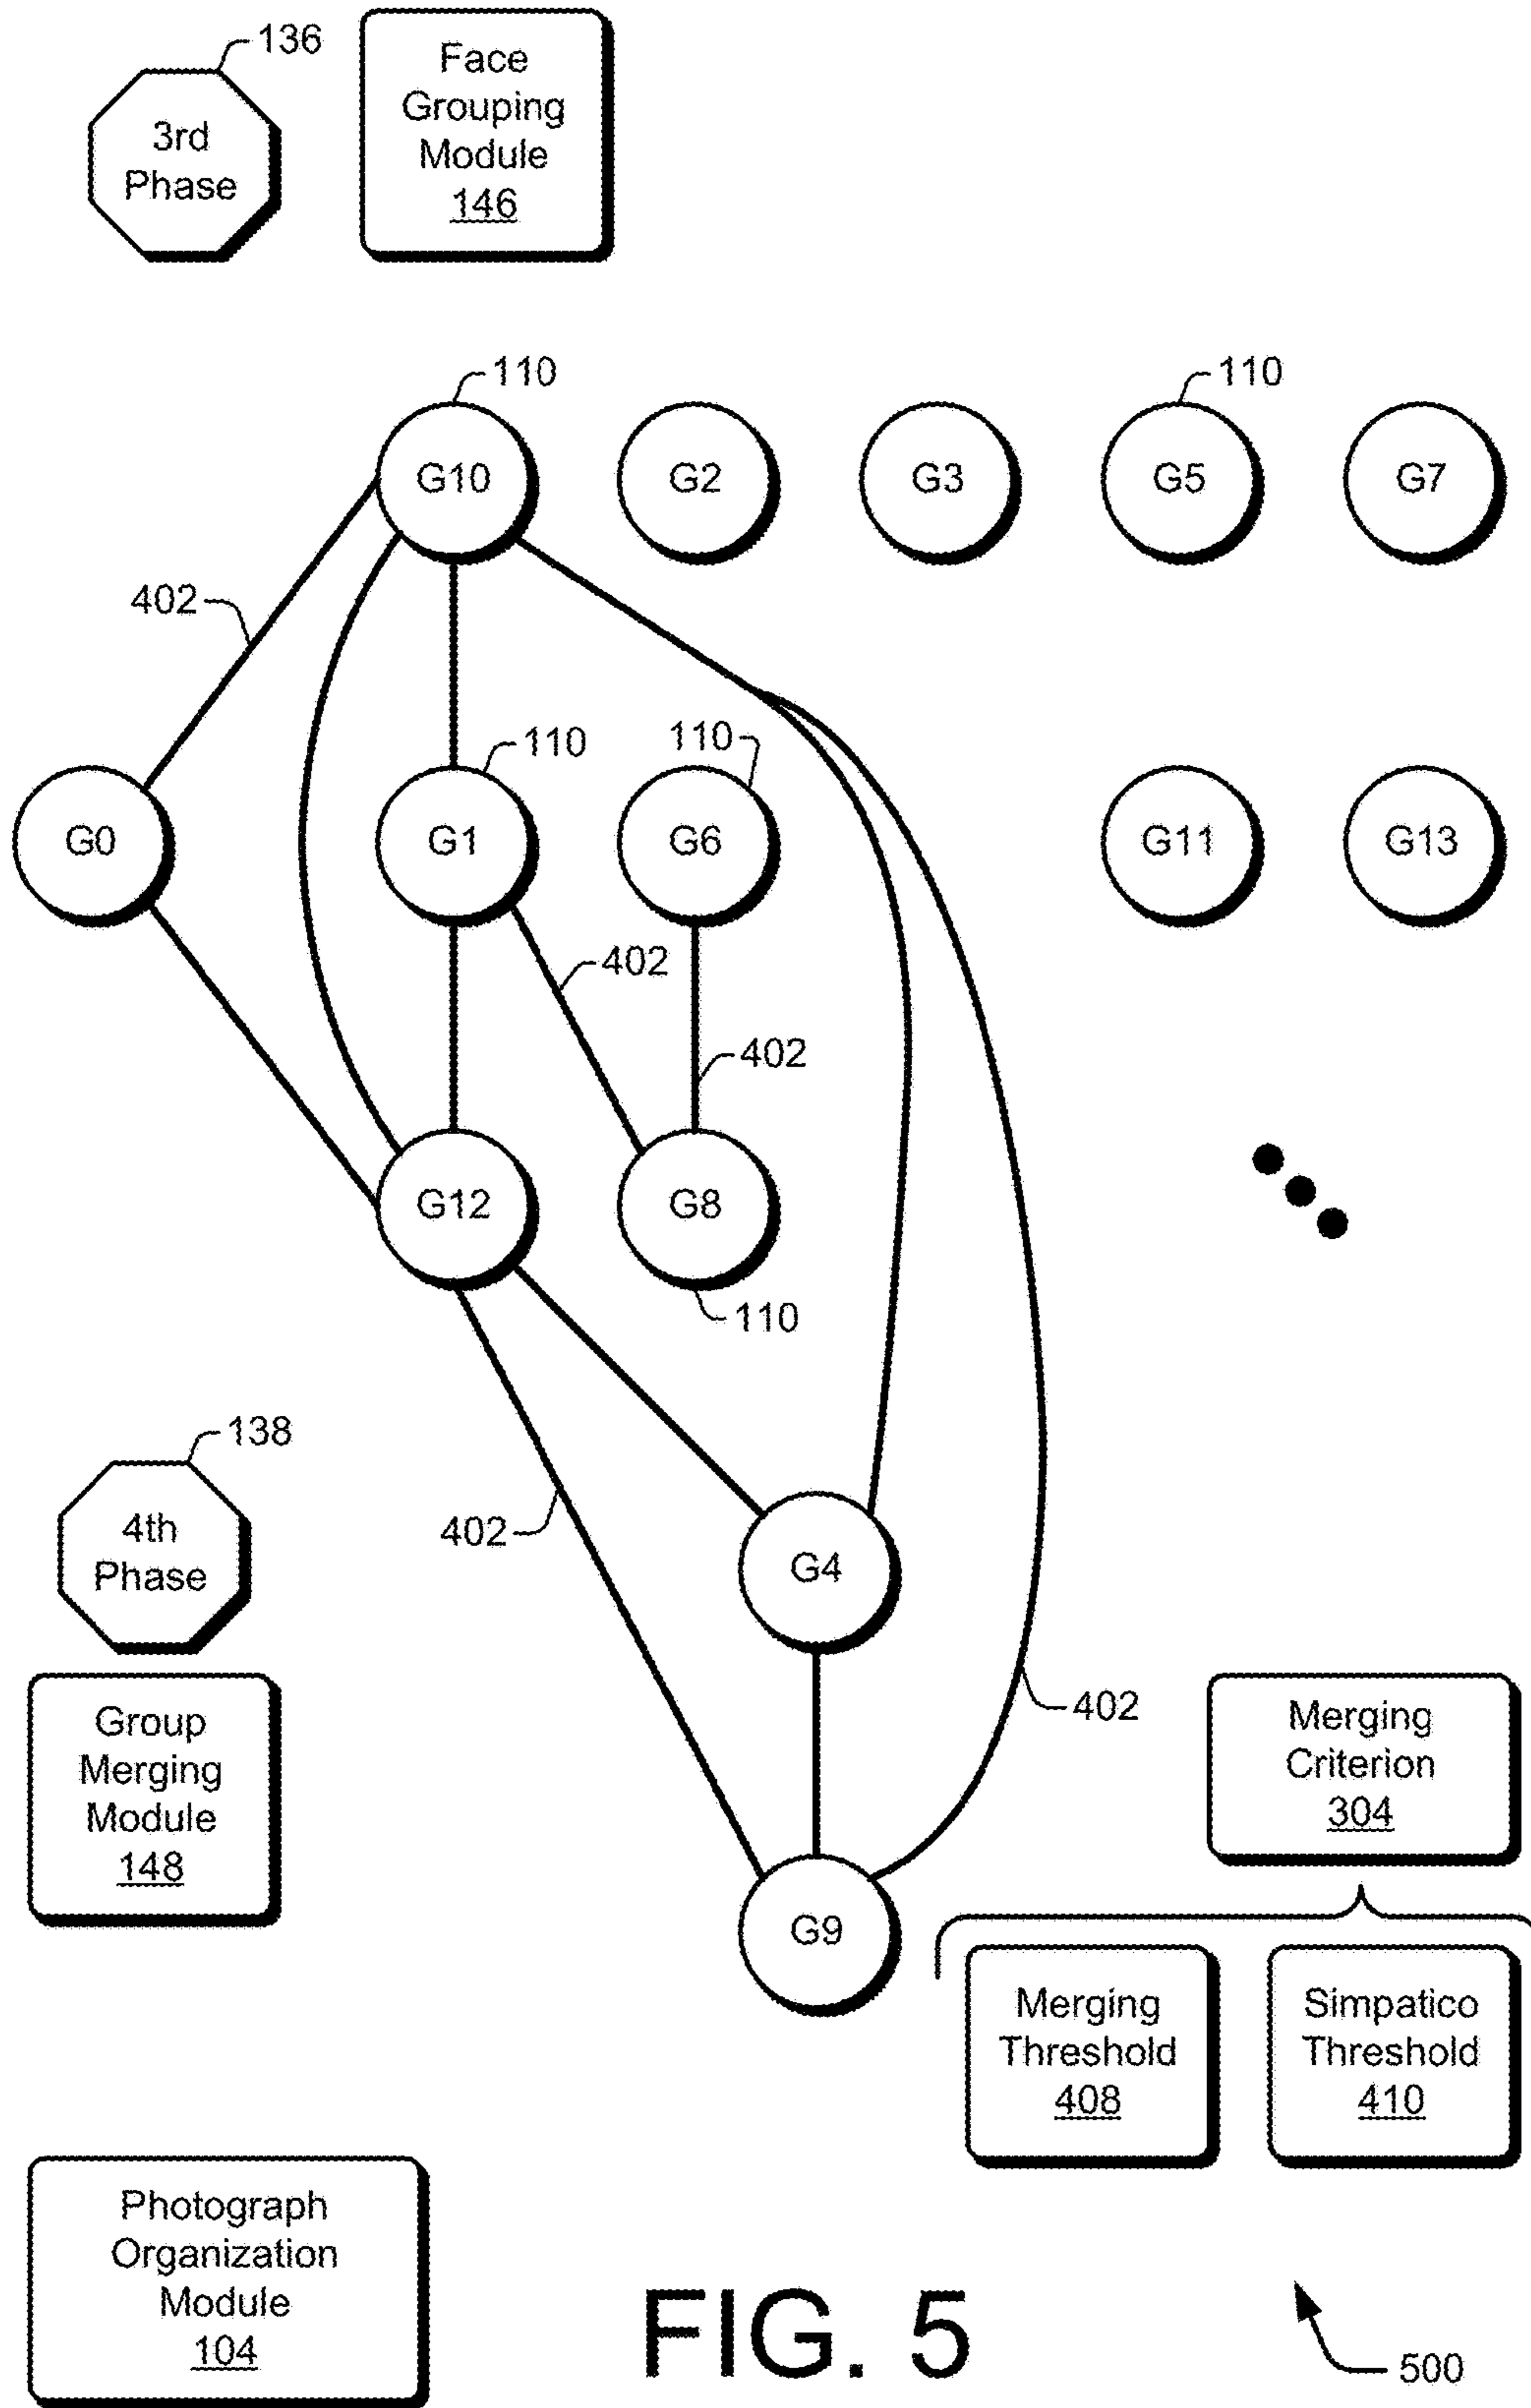 136
3rd
Phase
Face
Grouping
Module
146
110
110
G10
G2
G3
G5
G7
402
110
110
G0
G1
G6
G11
G13
402
402
G12
G8
110
138
4th
Phase
402
G4
Group
Merging
Module
148
402
Merging
Criterion
304
G9
Merging
Threshold
408
Simpatico
Threshold
410
Photograph
Organization
Module
104
FIG. 5
500